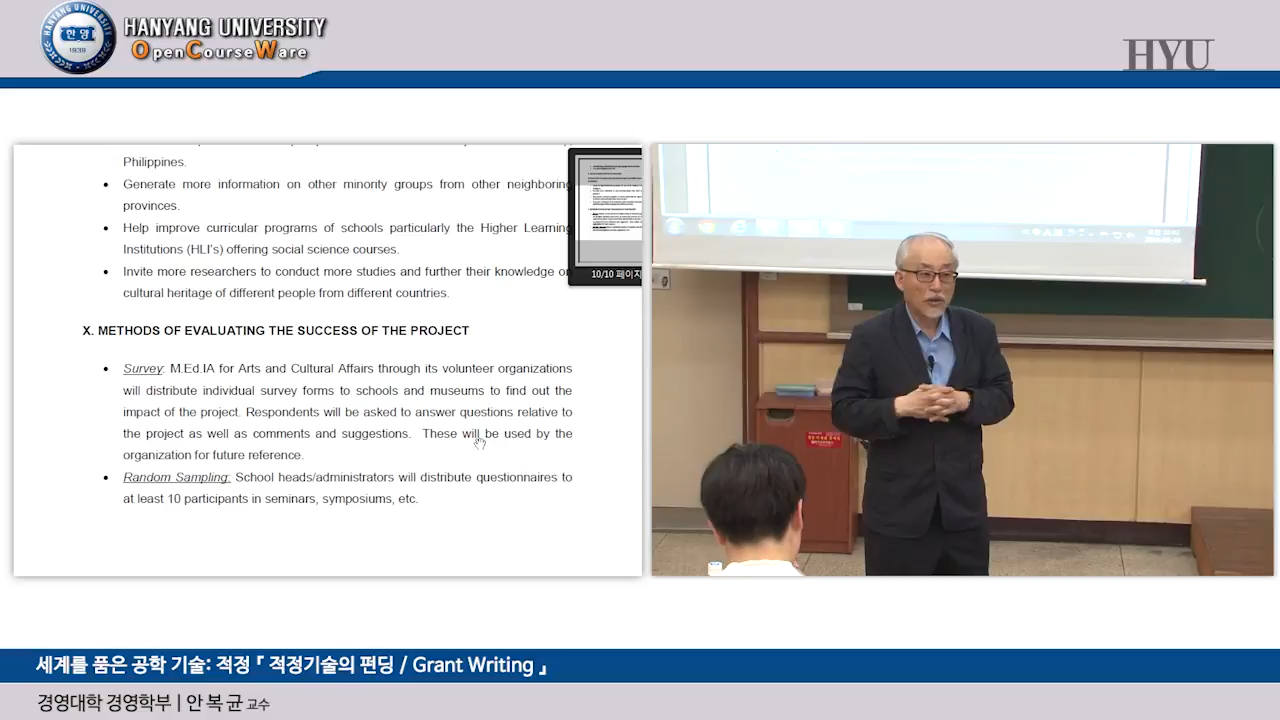 HANYANG UNIVERSITY
한양
1939
HANYANG UNIVERSITY
OpenCourseWare
HYU
Philippines.
• Generate more information on other minority groups from other neighboring
provinces.
• Help improve curricular programs of schools particularly the Higher Learning
Institutions (HLI's) offering social science courses.
• Invite more researchers to conduct more studies and further their knowledge on
cultural heritage of different people from different countries.
10/10 페이지
X. METHODS OF EVALUATING THE SUCCESS OF THE PROJECT
• Survey: M.Ed.IA for Arts and Cultural Affairs through its volunteer organizations
will distribute individual survey forms to schools and museums to find out the
impact of the project. Respondents will be asked to answer questions relative to
the project as well as comments and suggestions. These will be used by the
organization for future reference.
• Random Sampling: School heads/administrators will distribute questionnaires to
at least 10 participants in seminars, symposiums, etc.
세계를 품은 공학 기술: 적정 『 적정기술의 펀딩 / Grant Writing 』
경영대학 경영학부 | 안 복 균 교수